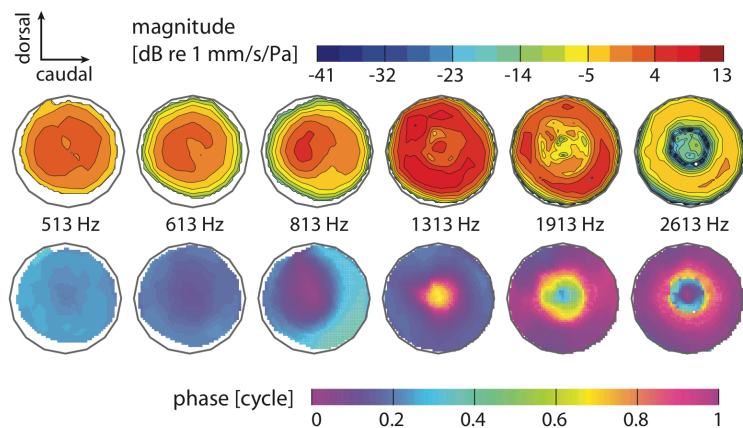 dorsal
caudal
magnitude
[dB re 1 mm/s/Pa]
-41 -32 -23 -14 -5 4 13
513 Hz 613 Hz 813 Hz 1313 Hz 1913 Hz 2613 Hz
phase [cycle]
0 0.2 0.4 0.6 0.8 1